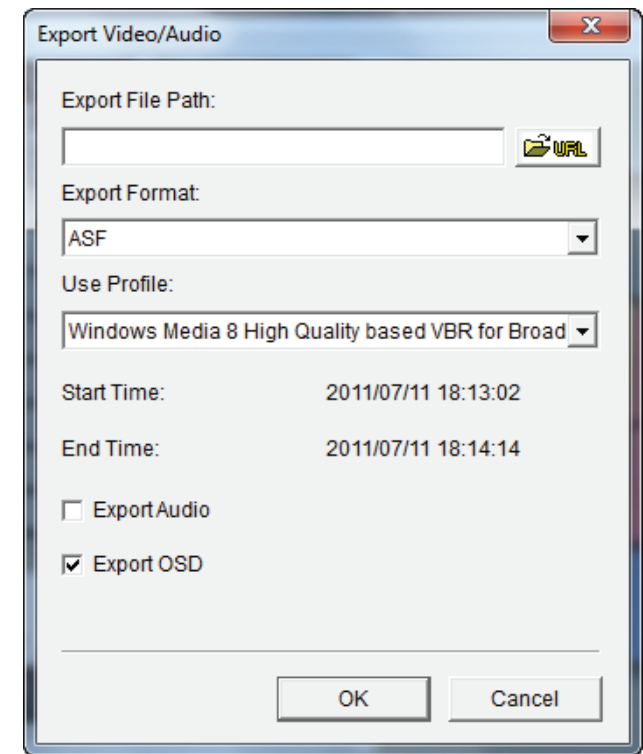 Export Video/Audio
Export File Path:
URL
Export Format:
ASF
Use Profile:
Windows Media 8 High Quality based VBR for Broad
Start Time: 2011/07/11 18:13:02
End Time: 2011/07/11 18:14:14
Export Audio
Export OSD
OK Cancel